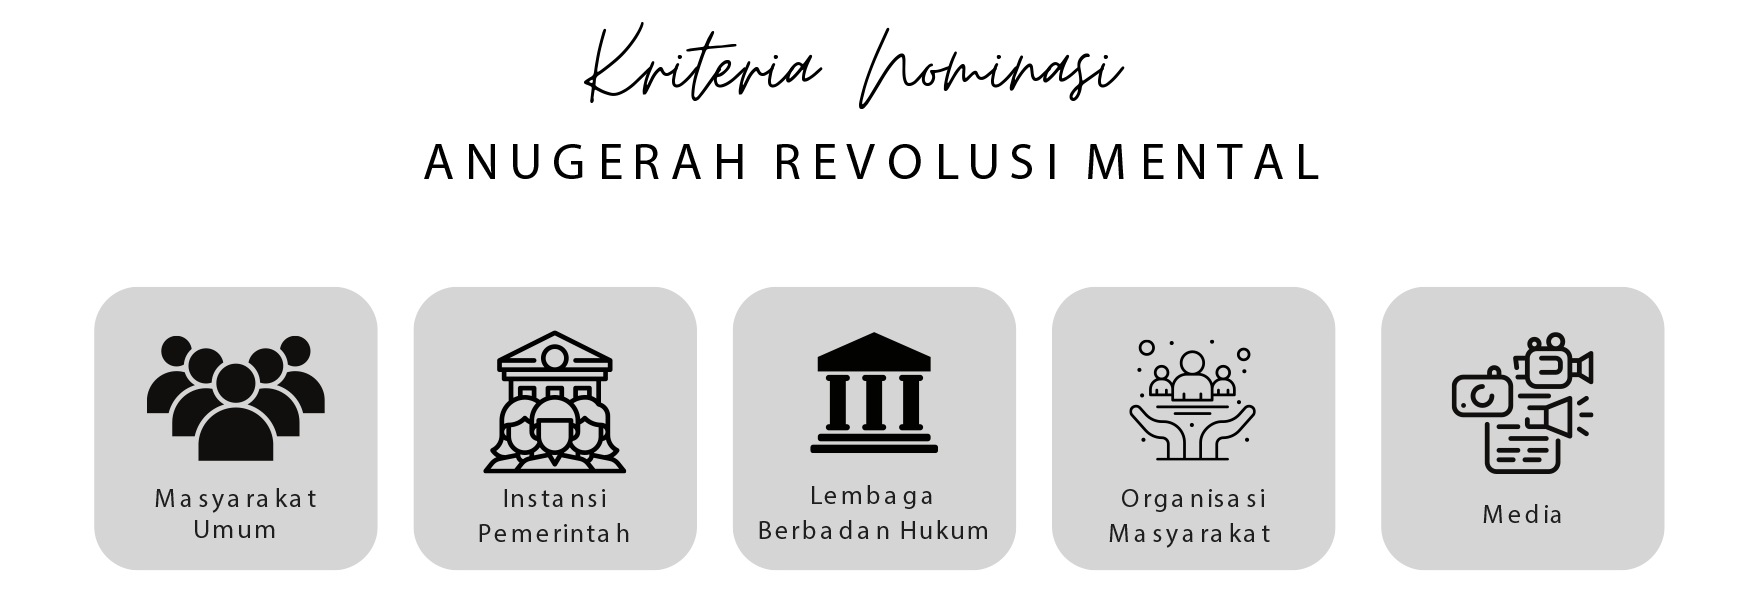 Kriteria Nominasi
ANUGERAH REVOLUSI MENTAL
Masyarakat
Umum
Instansi
Pemerintah
Lembaga
Berbadan Hukum
Organisasi
Masyarakat
Media